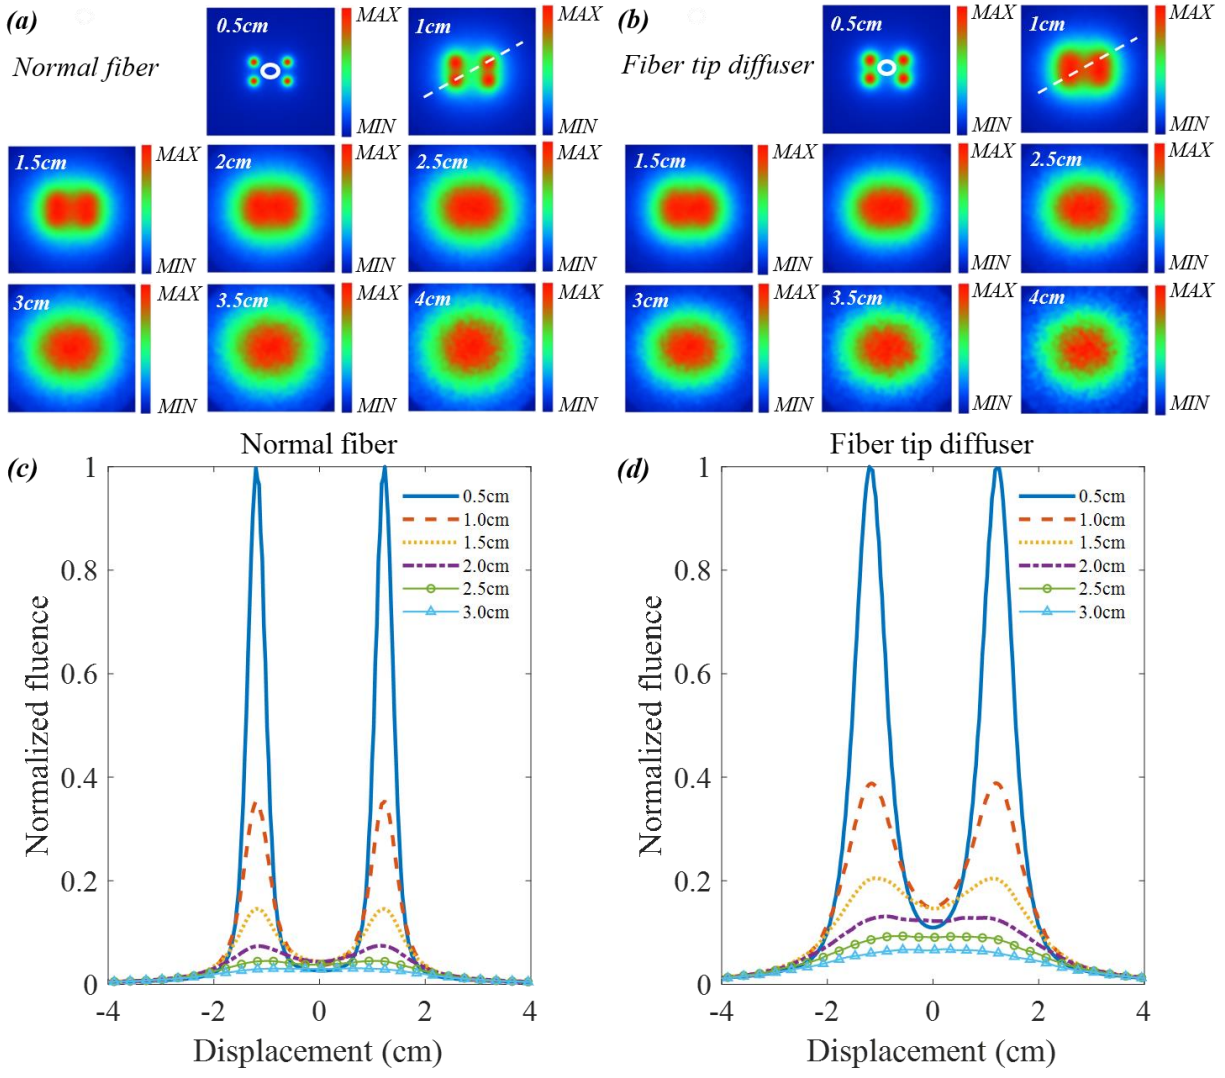 (a)
Normal fiber
0.5cm
MAX
MIN
1cm
MAX
MIN
1.5cm
MAX
MIN
2cm
MAX
MIN
2.5cm
MAX
MIN
3cm
MAX
MIN
3.5cm
MAX
MIN
4cm
MAX
MIN
(b)
Fiber tip diffuser
0.5cm
MAX
MIN
1cm
MAX
MIN
1.5cm
MAX
MIN
MAX
MIN
2.5cm
MAX
MIN
3cm
MAX
MIN
3.5cm
MAX
MIN
4cm
MAX
MIN
(c)
Normal fiber
Normalized fluence
1
0.8
0.6
0.4
0.2
0
-4
-2
0
2
4
Displacement (cm)
0.5cm
1.0cm
1.5cm
2.0cm
2.5cm
3.0cm
(d)
Fiber tip diffuser
Normalized fluence
1
0.8
0.6
0.4
0.2
0
-4
-2
0
2
4
Displacement (cm)
0.5cm
1.0cm
1.5cm
2.0cm
2.5cm
3.0cm